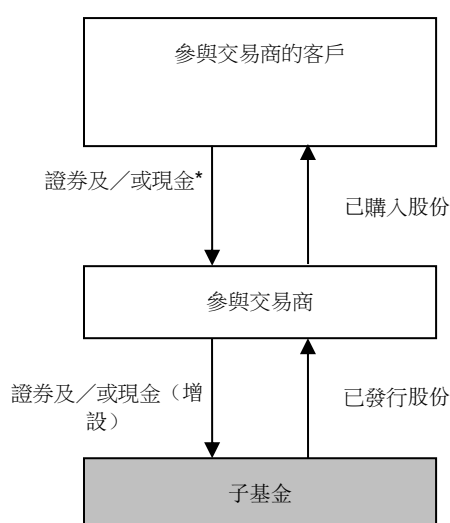 參與交易商的客戶
證券及／或現金*
已購入股份
參與交易商
證券及／或現金（增
設）
已發行股份
子基金